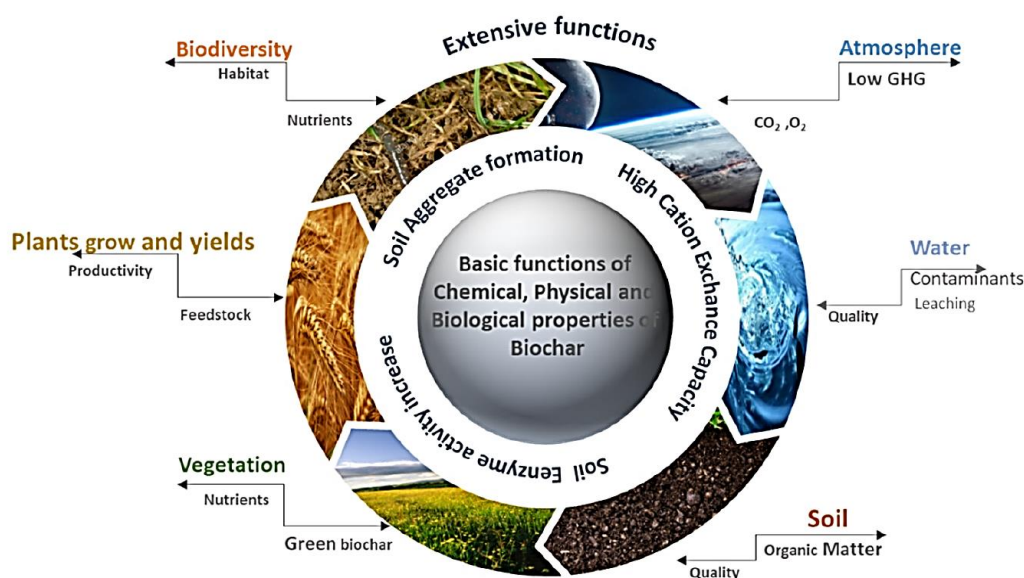 Extensive functions
Biodiversity
Habitat
Nutrients
Atmosphere
Low GHG
CO₂ ,O₂
Soil Aggregate formation
High Cation Exchance Capacity
Soil Eenzyme activity increase
Basic functions of
Chemical, Physical and
Biological properties of
Biochar
Plants grow and yields
Productivity
Feedstock
Water
Contaminants
Leaching
Quality
Vegetation
Nutrients
Green biochar
Soil
Organic Matter
Quality